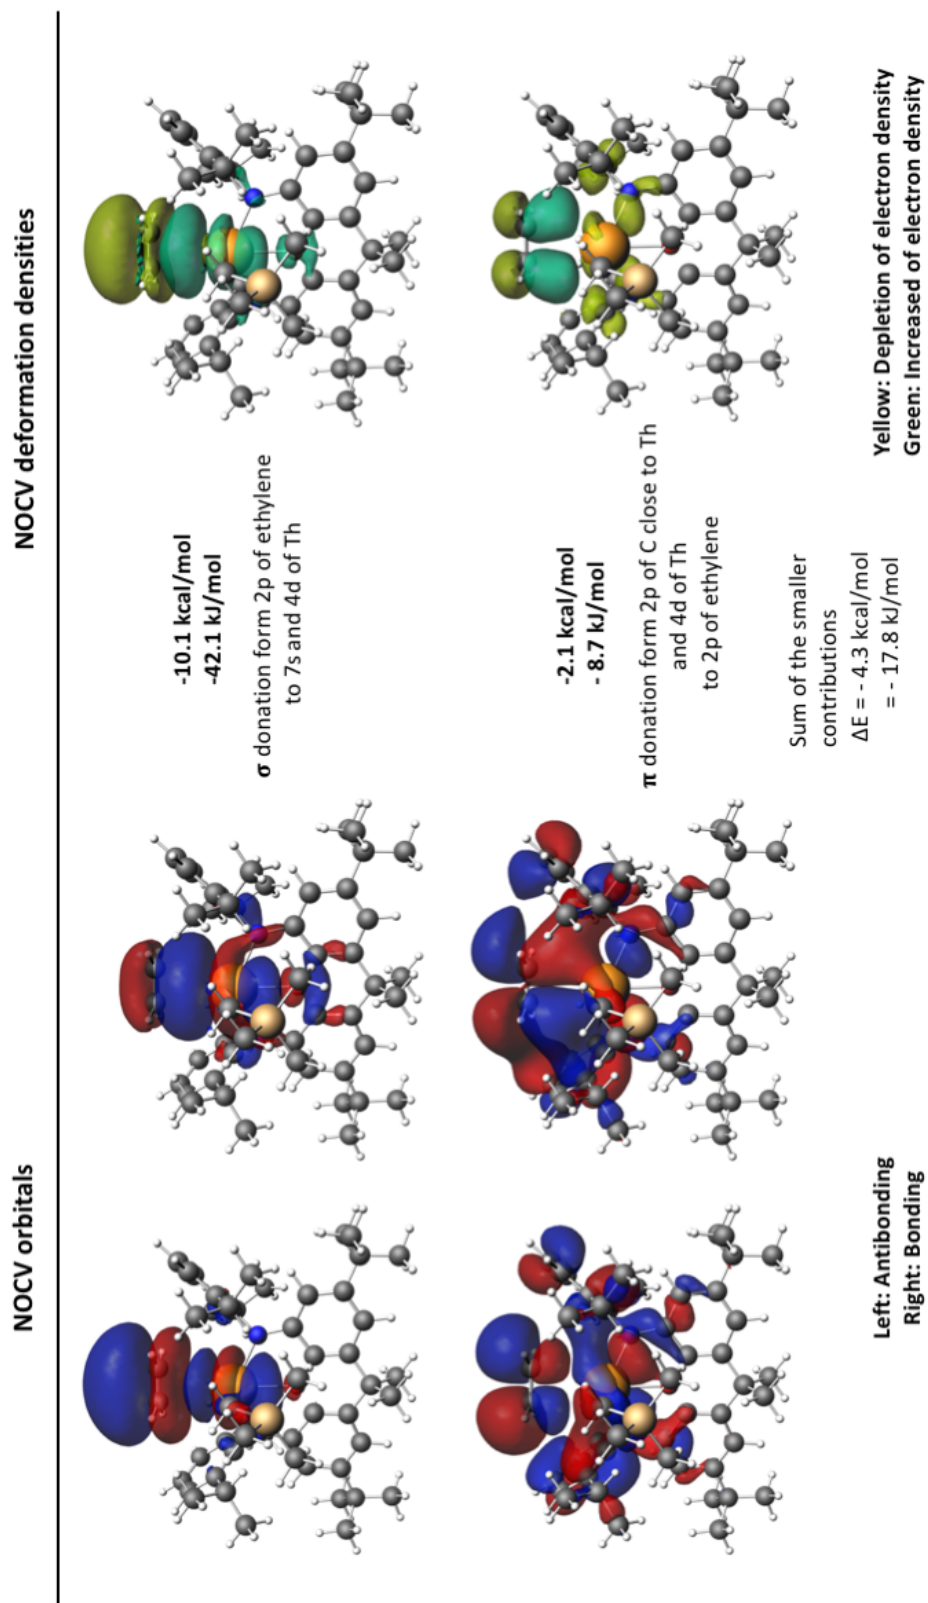 NOCV orbitals
NOCV deformation densities
-10.1 kcal/mol
-42.1 kJ/mol
σ donation form 2p of ethylene
to 7s and 4d of Th
-2.1 kcal/mol
- 8.7 kJ/mol
π donation form 2p of C close to Th
and 4d of Th
to 2p of ethylene
Sum of the smaller
contributions
ΔE = - 4.3 kcal/mol
= - 17.8 kJ/mol
Left: Antibonding
Right: Bonding
Yellow: Depletion of electron density
Green: Increased of electron density